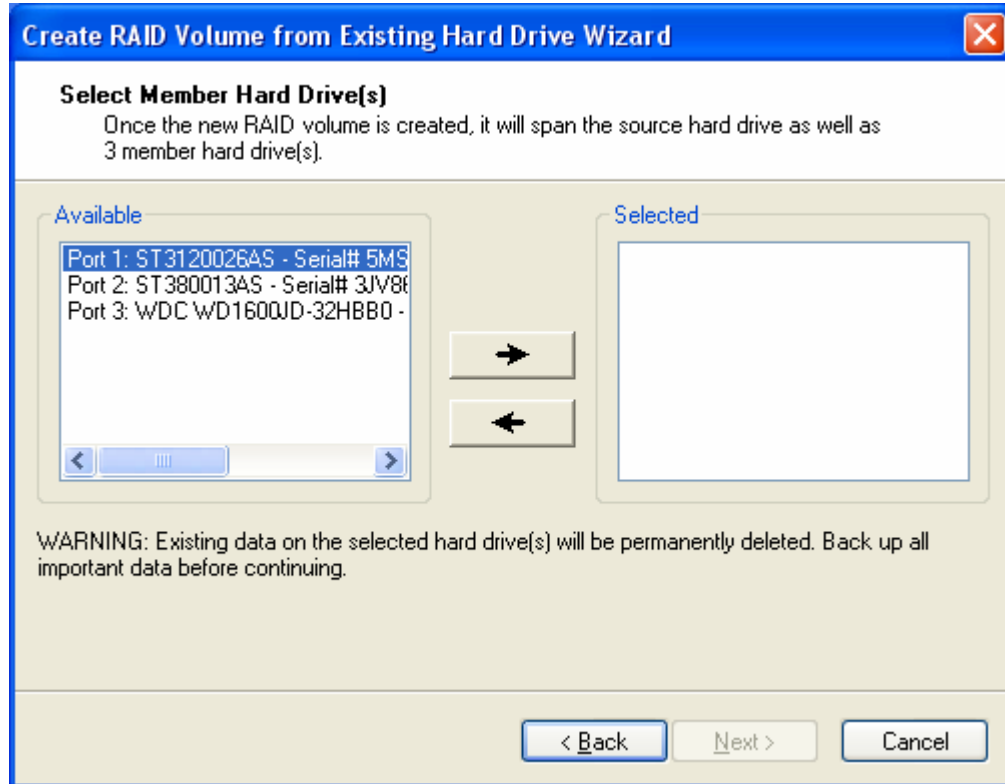 Create RAID Volume from Existing Hard Drive Wizard
Select Member Hard Drive(s)
Once the new RAID volume is created, it will span the source hard drive as well as
3 member hard drive(s).
Available
Port 1: ST3120026AS - Serial# 5MS
Port 2: ST380013AS - Serial# 3JV86
Port 3: WDC WD1600JD-32HBB0 -
Selected
WARNING: Existing data on the selected hard drive(s) will be permanently deleted. Back up all
important data before continuing.
< Back
Next >
Cancel